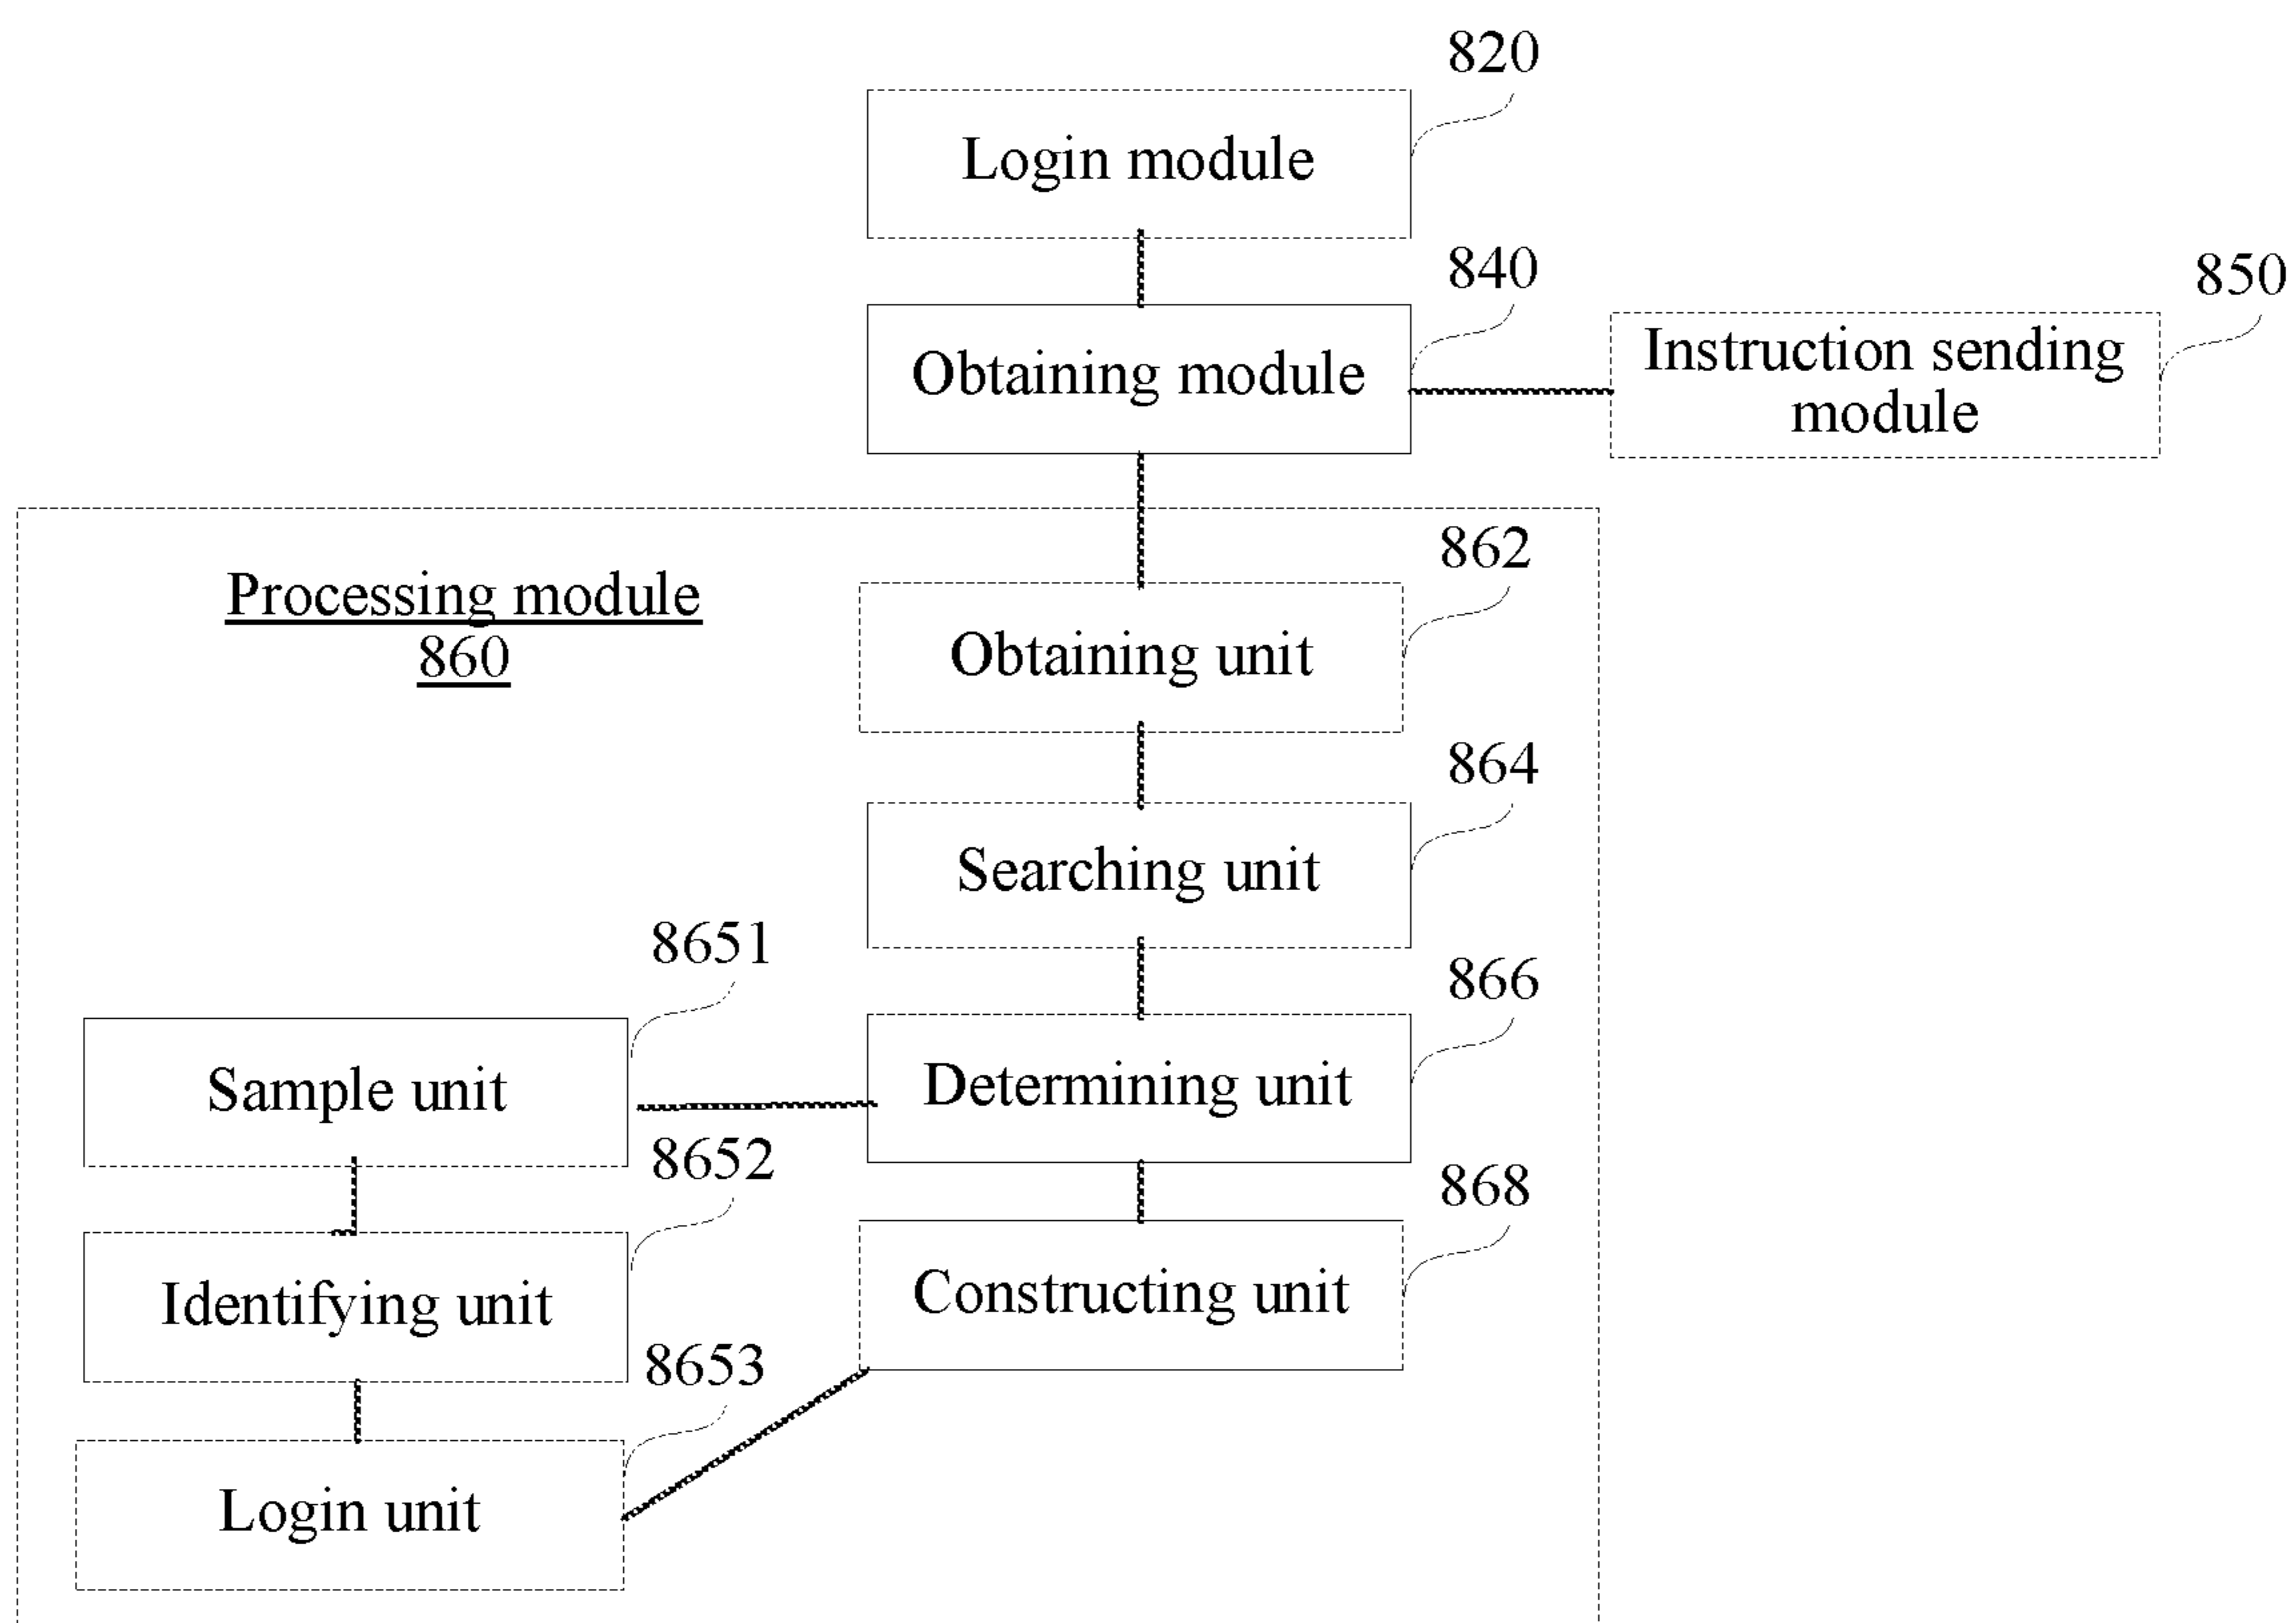 820
Login module
840
850
Obtaining module
Instruction sending
module
862
Processing module
860
Obtaining unit
864
Searching unit
8651
866
Sample unit
Determining unit
8652
868
Identifying unit
Constructing unit
8653
Login unit